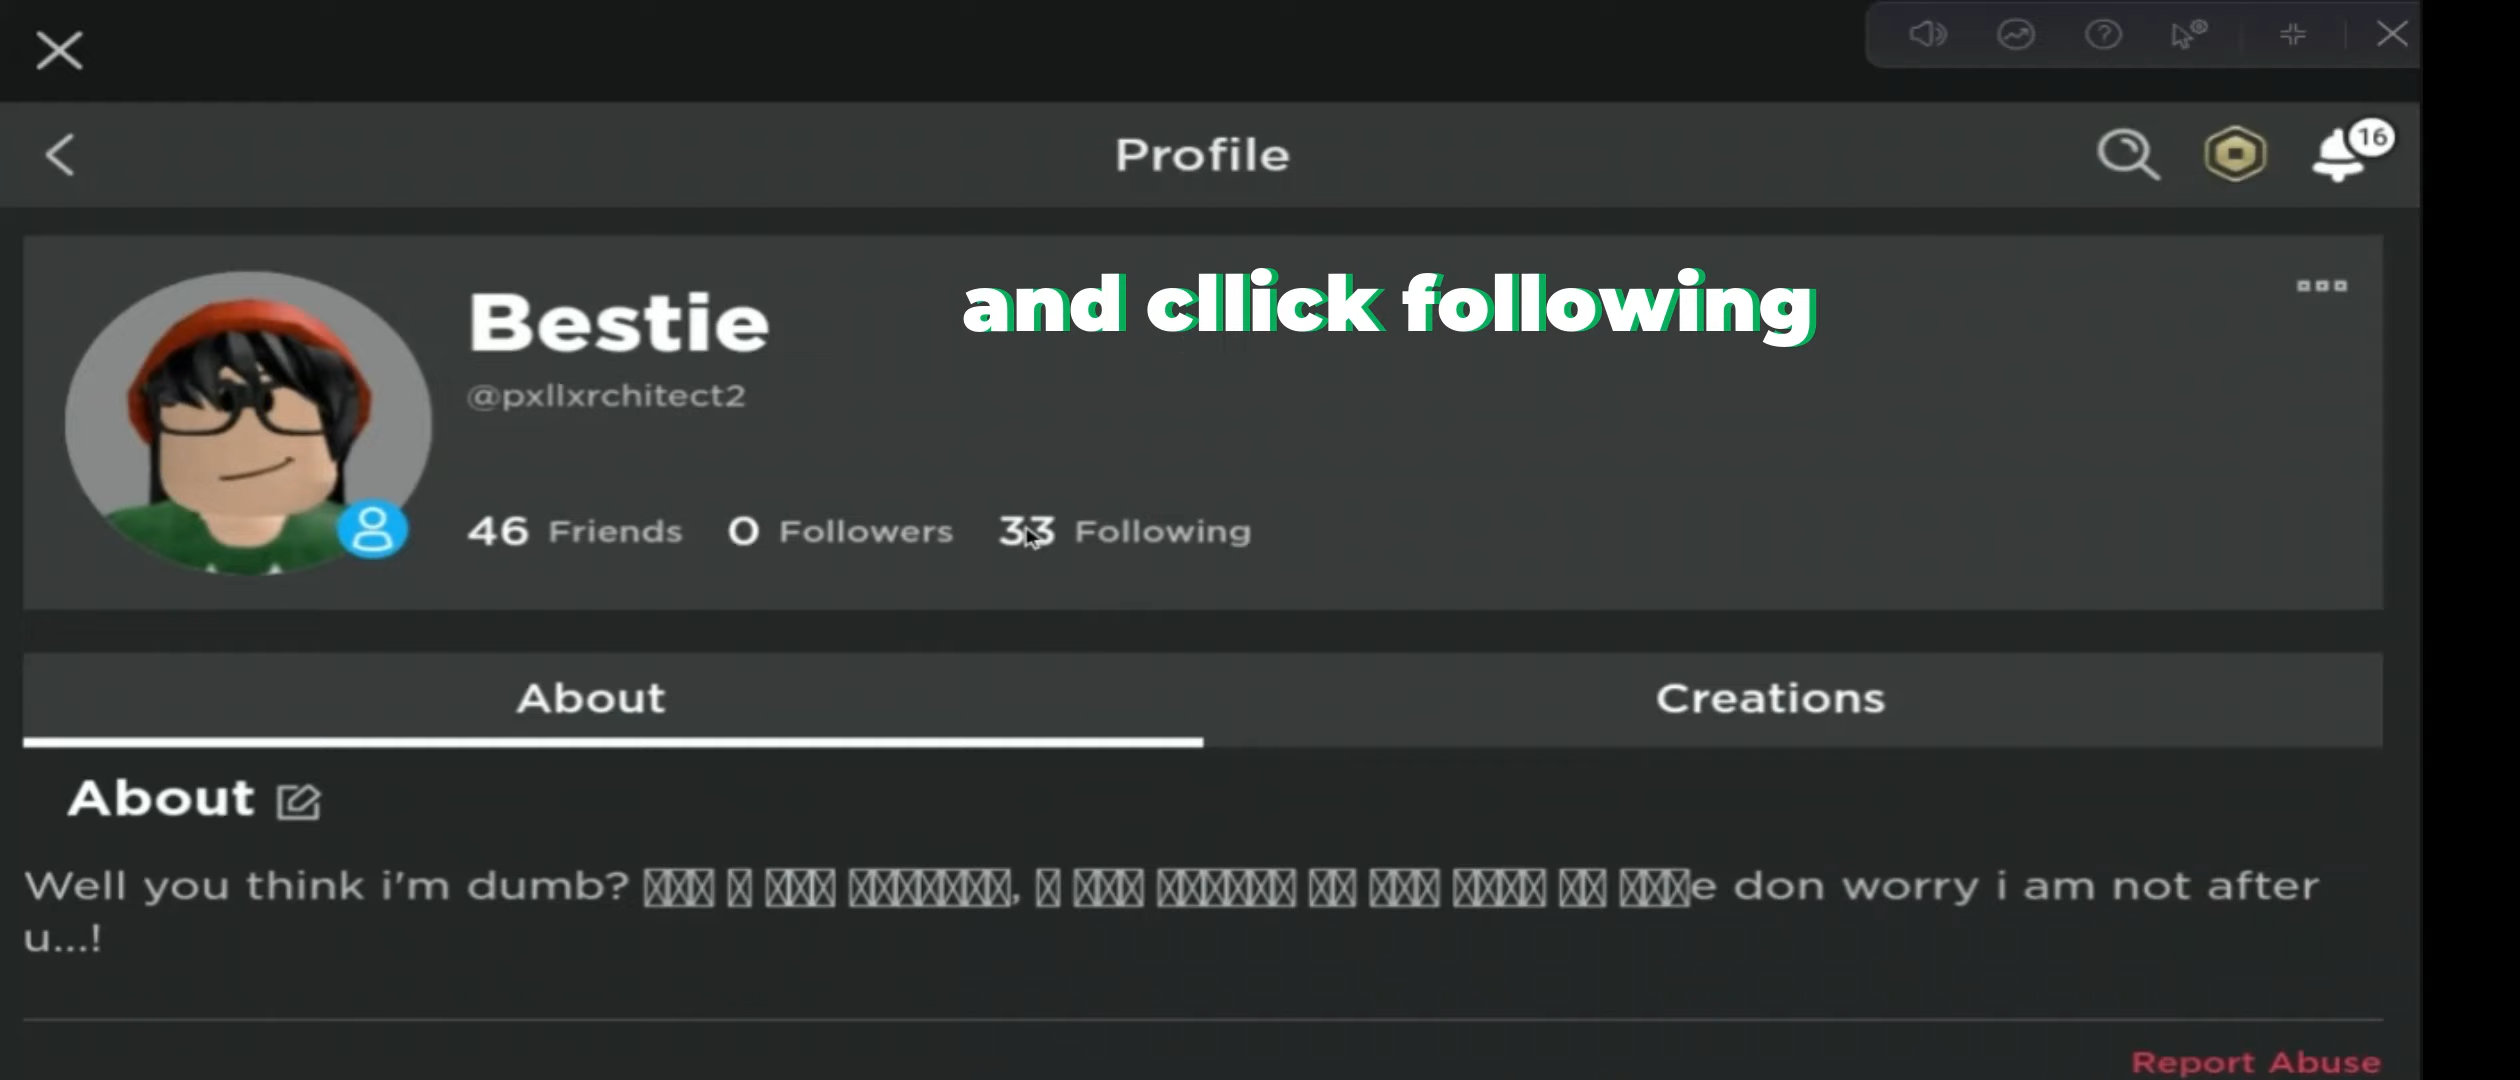 Profile
16
Bestie
and cllick following
@pxllxrchitect2
46 Friends 0 Followers 33 Following
About Creations
About
Well you think i'm dumb? , e don worry i am not after
u...!
Report Abuse